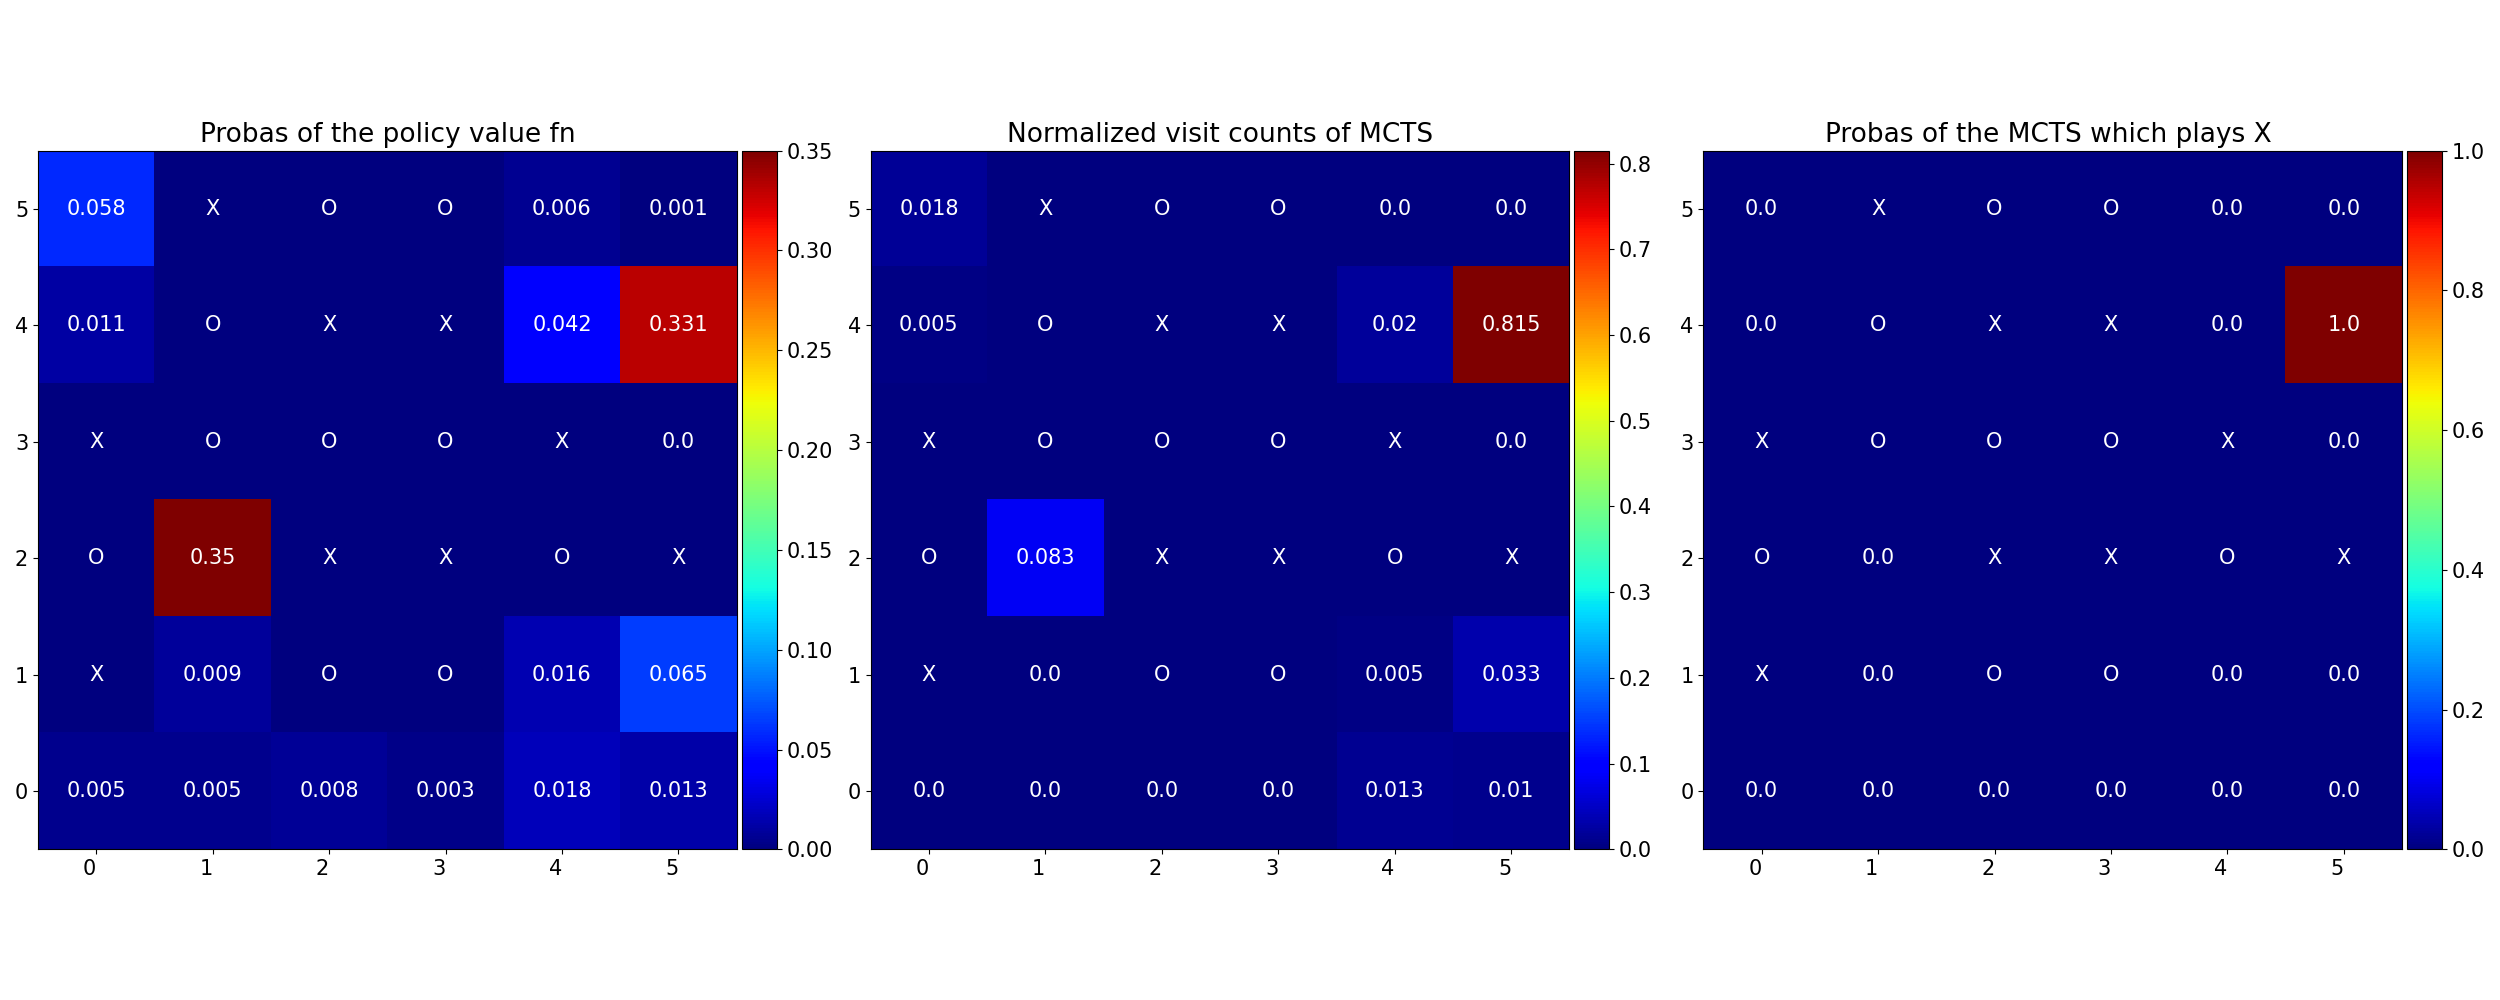 Probas of the policy value fn
5 0.058 X O O 0.006 0.001
4 0.011 O X X 0.042 0.331
3 X O O O X 0.0
2 O 0.35 X X O X
1 X 0.009 O O 0.016 0.065
0 0.005 0.005 0.008 0.003 0.018 0.013
0 1 2 3 4 5
0.35
0.30
0.25
0.20
0.15
0.10
0.05
0.00
Normalized visit counts of MCTS
5 0.018 X O O 0.0 0.0
4 0.005 O X X 0.02 0.815
3 X O O O X 0.0
2 O 0.083 X X O X
1 X 0.0 O O 0.005 0.033
0 0.0 0.0 0.0 0.0 0.013 0.01
0 1 2 3 4 5
0.8
0.7
0.6
0.5
0.4
0.3
0.2
0.1
0.0
Probas of the MCTS which plays X
5 0.0 X O O 0.0 0.0
4 0.0 O X X 0.0 1.0
3 X O O O X 0.0
2 O 0.0 X X O X
1 X 0.0 O O 0.0 0.0
0 0.0 0.0 0.0 0.0 0.0 0.0
0 1 2 3 4 5
1.0
0.8
0.6
0.4
0.2
0.0